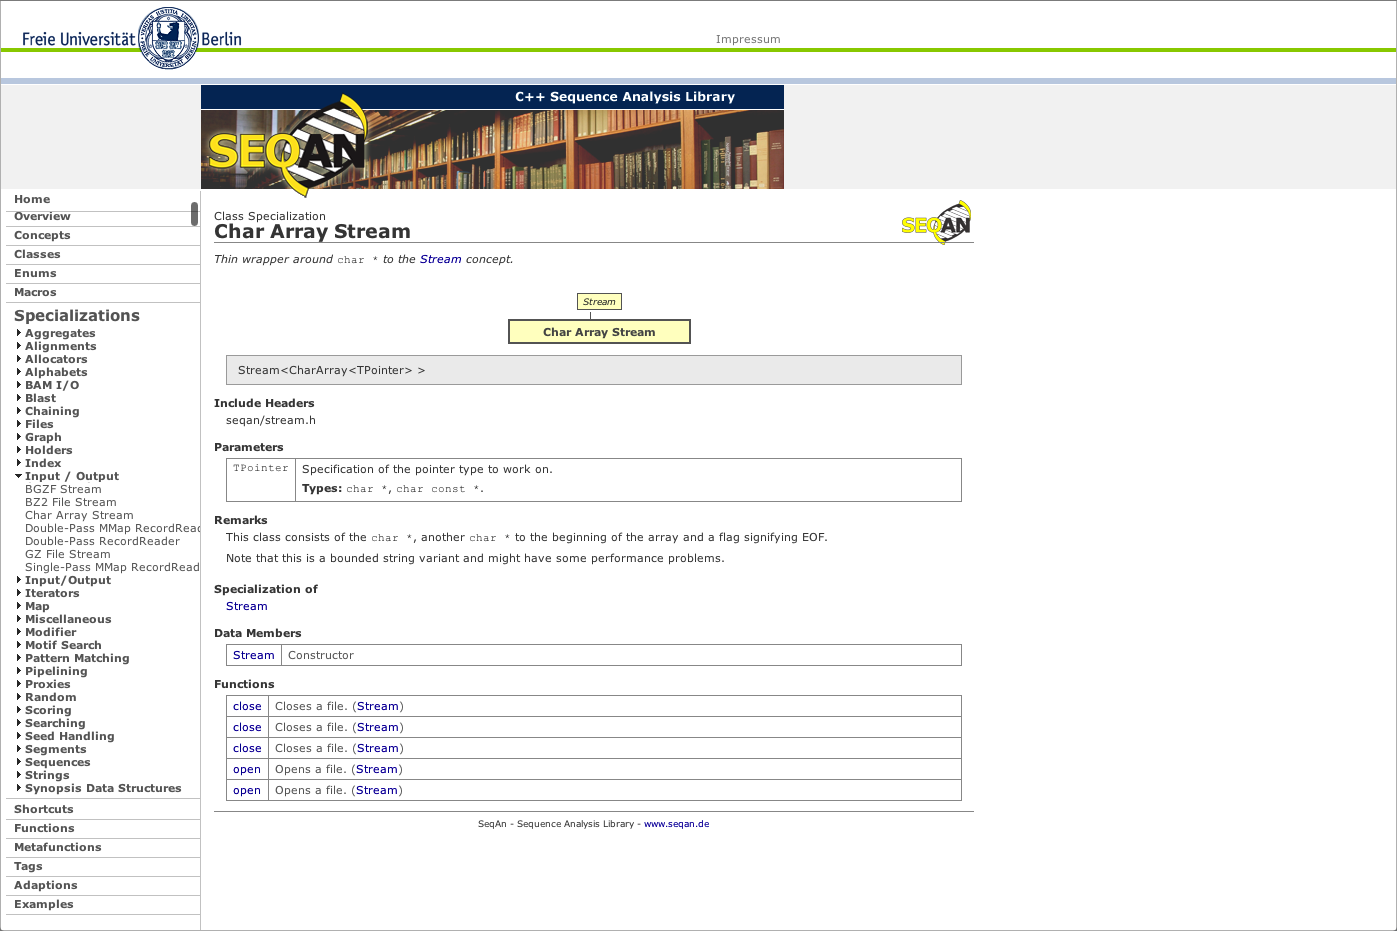 Freie Universität Berlin
Impressum
C++ Sequence Analysis Library
SEQAN
Home
Overview
Concepts
Classes
Enums
Macros
Specializations
Aggregates
Alignments
Allocators
Alphabets
BAM I/O
Blast
Chaining
Files
Graph
Holders
Index
Input / Output
BGZF Stream
BZ2 File Stream
Char Array Stream
Double-Pass MMap RecordRead
Double-Pass RecordReader
GZ File Stream
Single-Pass MMap RecordRead
Input/Output
Iterators
Map
Miscellaneous
Modifier
Motif Search
Pattern Matching
Pipelining
Proxies
Random
Scoring
Searching
Seed Handling
Segments
Sequences
Strings
Synopsis Data Structures
Shortcuts
Functions
Metafunctions
Tags
Adaptions
Examples
Class Specialization
Char Array Stream
SEQAN
Thin wrapper around char * to the Stream concept.
Stream
Char Array Stream
Stream<CharArray<TPointer> >
Include Headers
seqan/stream.h
Parameters
TPointer Specification of the pointer type to work on.
Types: char *, char const *.
Remarks
This class consists of the char *, another char * to the beginning of the array and a flag signifying EOF.
Note that this is a bounded string variant and might have some performance problems.
Specialization of
Stream
Data Members
Stream Constructor
Functions
close Closes a file. (Stream)
close Closes a file. (Stream)
close Closes a file. (Stream)
open Opens a file. (Stream)
open Opens a file. (Stream)
SeqAn - Sequence Analysis Library - www.seqan.de